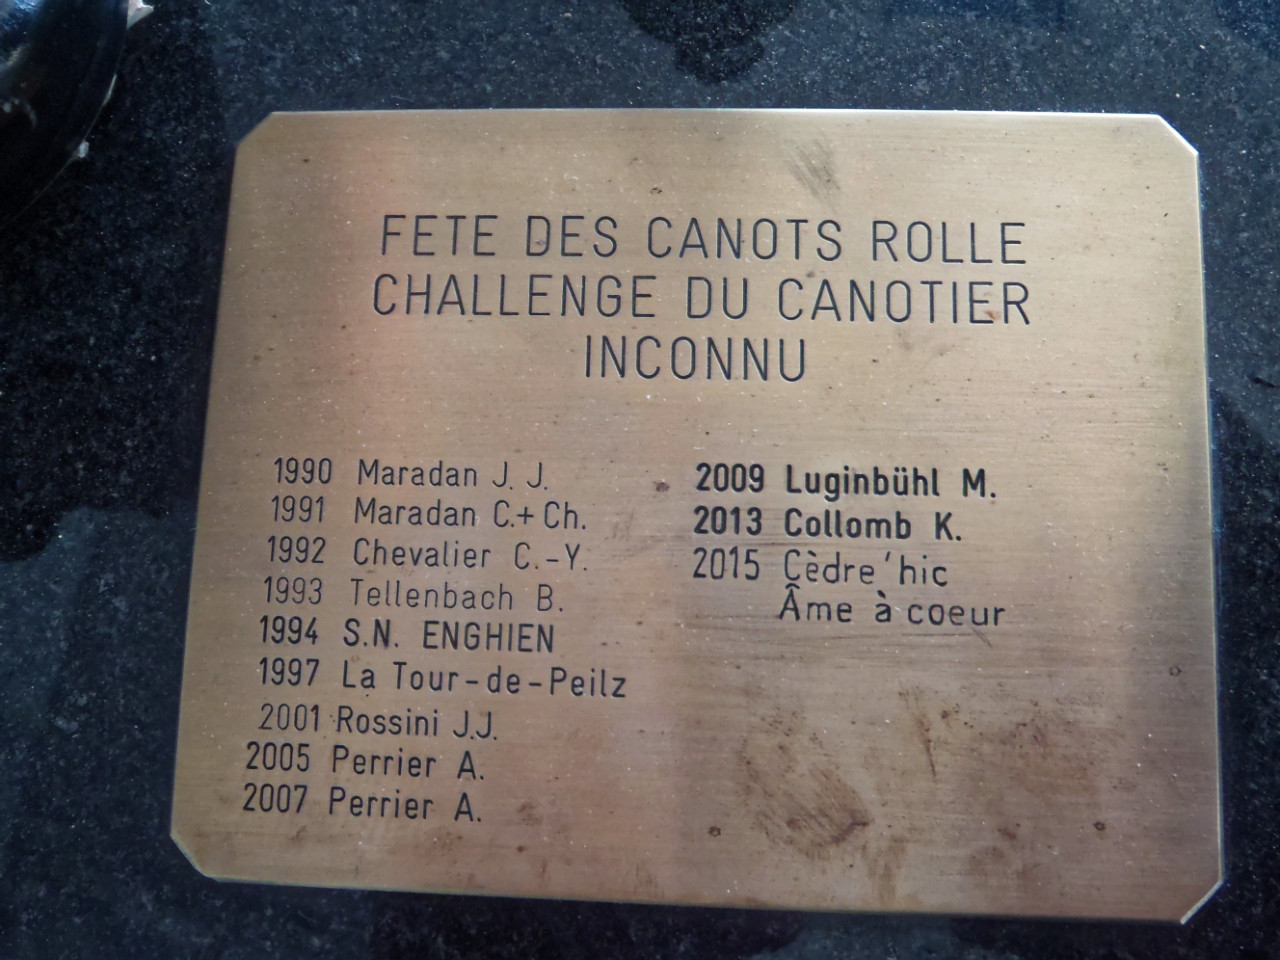 FETE DES CANOTS ROLLE
CHALLENGE DU CANOTIER
INCONNU
1990 Maradan J. J.
1991 Maradan C.+ Ch.
1992 Chevalier C.-Y.
1993 Tellenbach B.
1994 S.N. ENGHIEN
1997 La Tour-de-Peilz
2001 Rossini J.J.
2005 Perrier A.
2007 Perrier A.
2009 Luginbühl M.
2013 Collomb K.
2015 Cèdre'hic
Âme à coeur